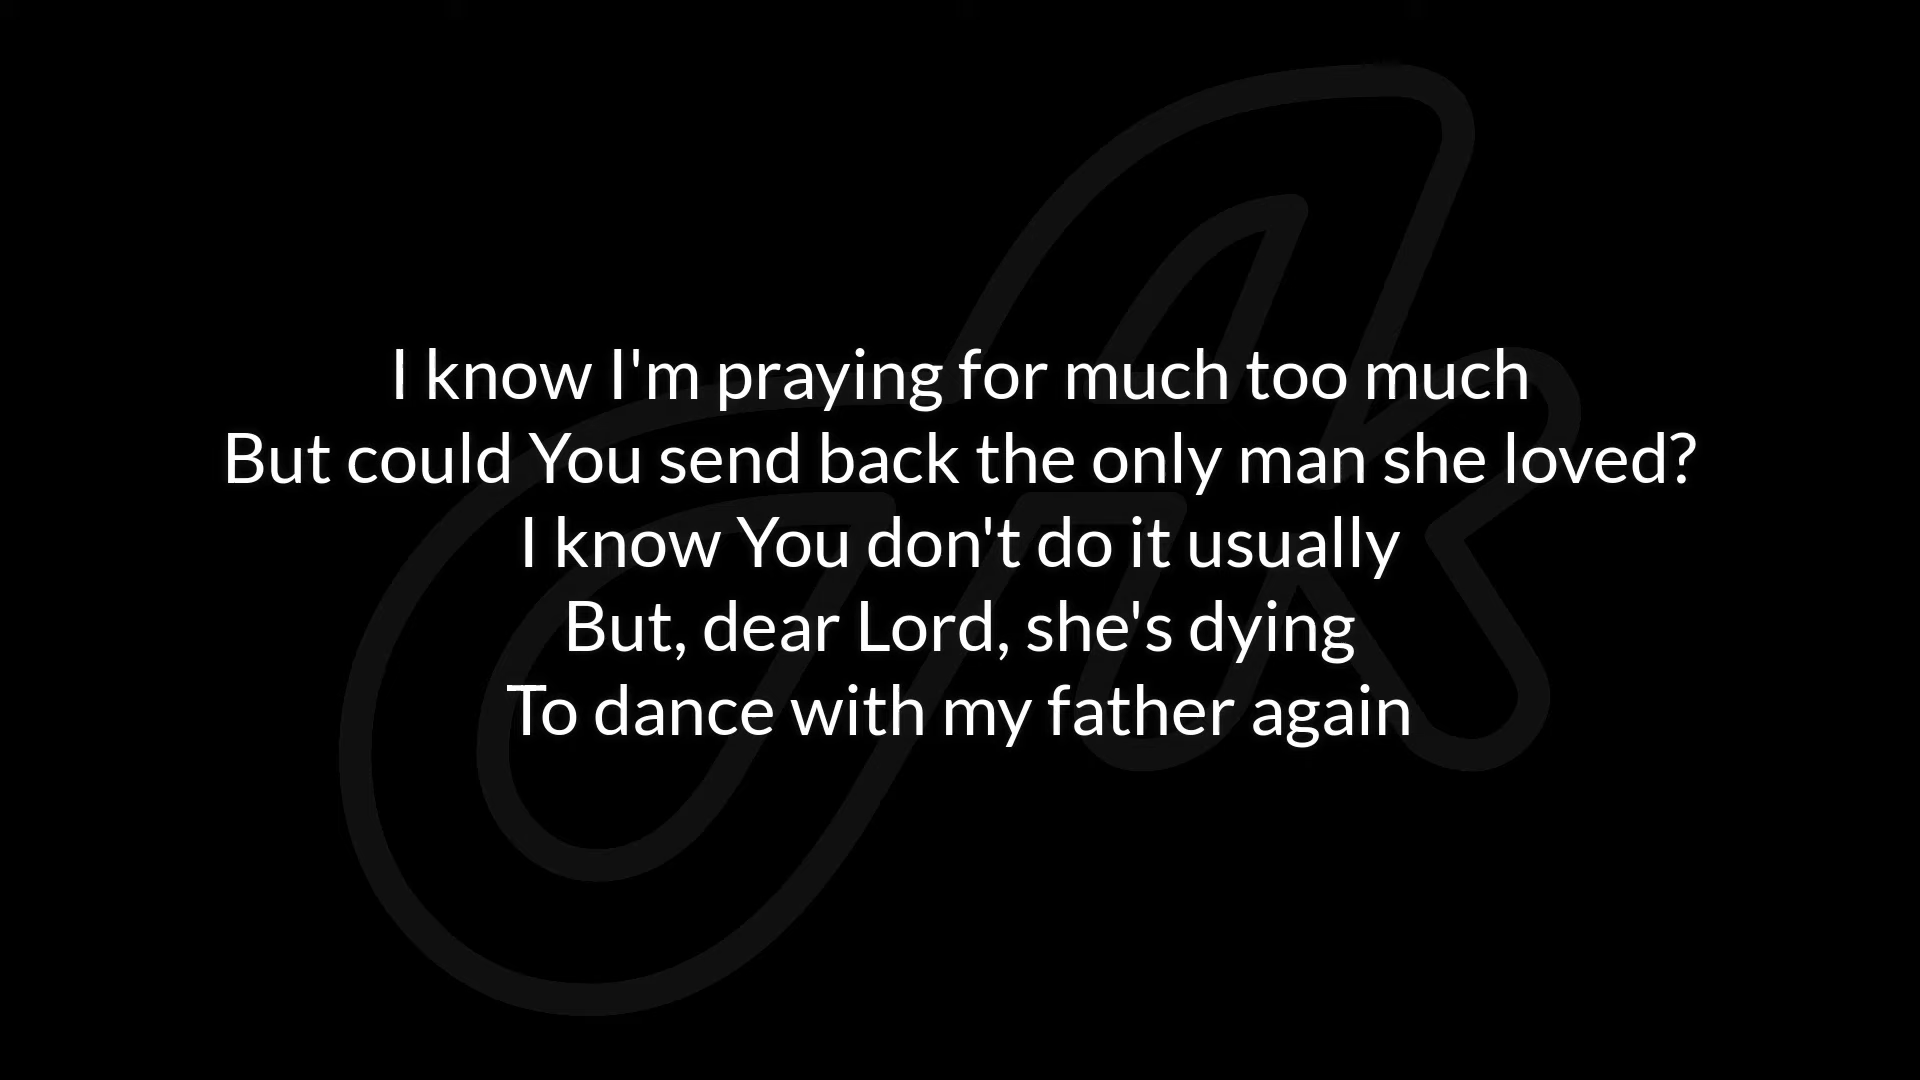 I know I'm praying for much too much
But could You send back the only man she loved?
I know You don't do it usually
But, dear Lord, she's dying
To dance with my father again